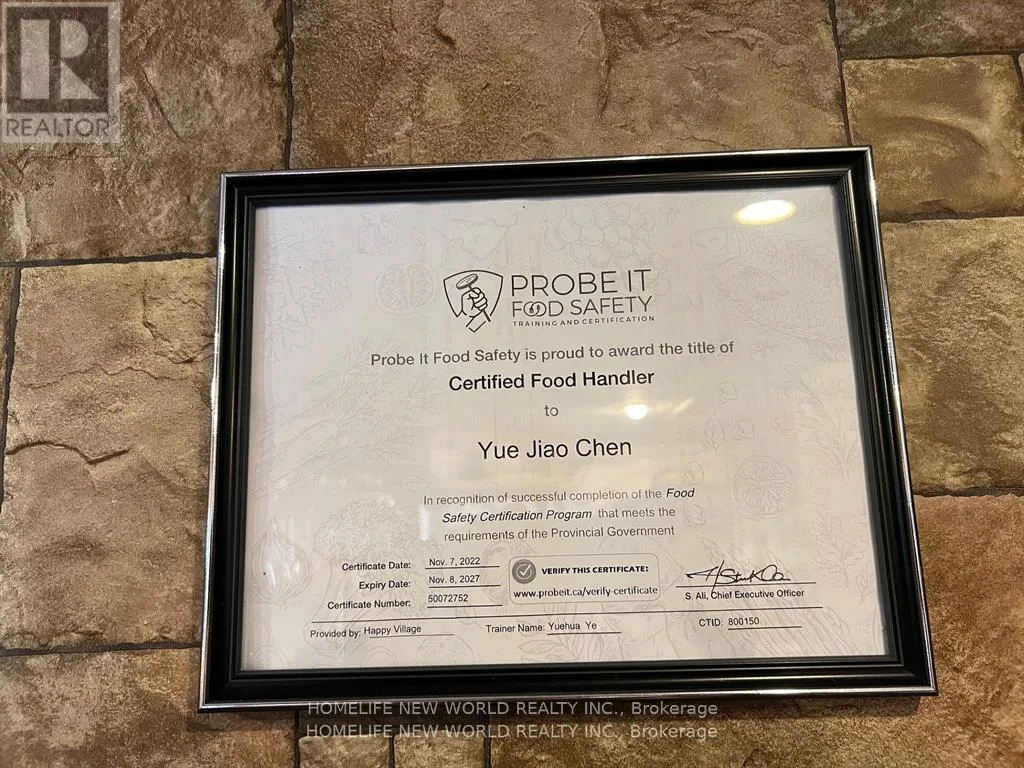 R
REALTOR
PROBE IT
FOOD SAFETY
TRAINING AND CERTIFICATION
Probe It Food Safety is proud to award the title of
Certified Food Handler
to
Yue Jiao Chen
In recognition of successful completion of the Food
Safety Certification Program that meets the
requirements of the Provincial Government
Certificate Date: Nov. 7, 2022
Expiry Date: Nov. 8, 2027
Certificate Number: 50072752
VERIFY THIS CERTIFICATE:
www.probeit.ca/verify-certificate
S. Ali, Chief Executive Officer
Provided by: Happy Village
Trainer Name: Yuehua Ye
CTID: 800150
HOMELIFE NEW WORLD REALTY INC., Brokerage
HOMELIFE NEW WORLD REALTY INC., Brokerage